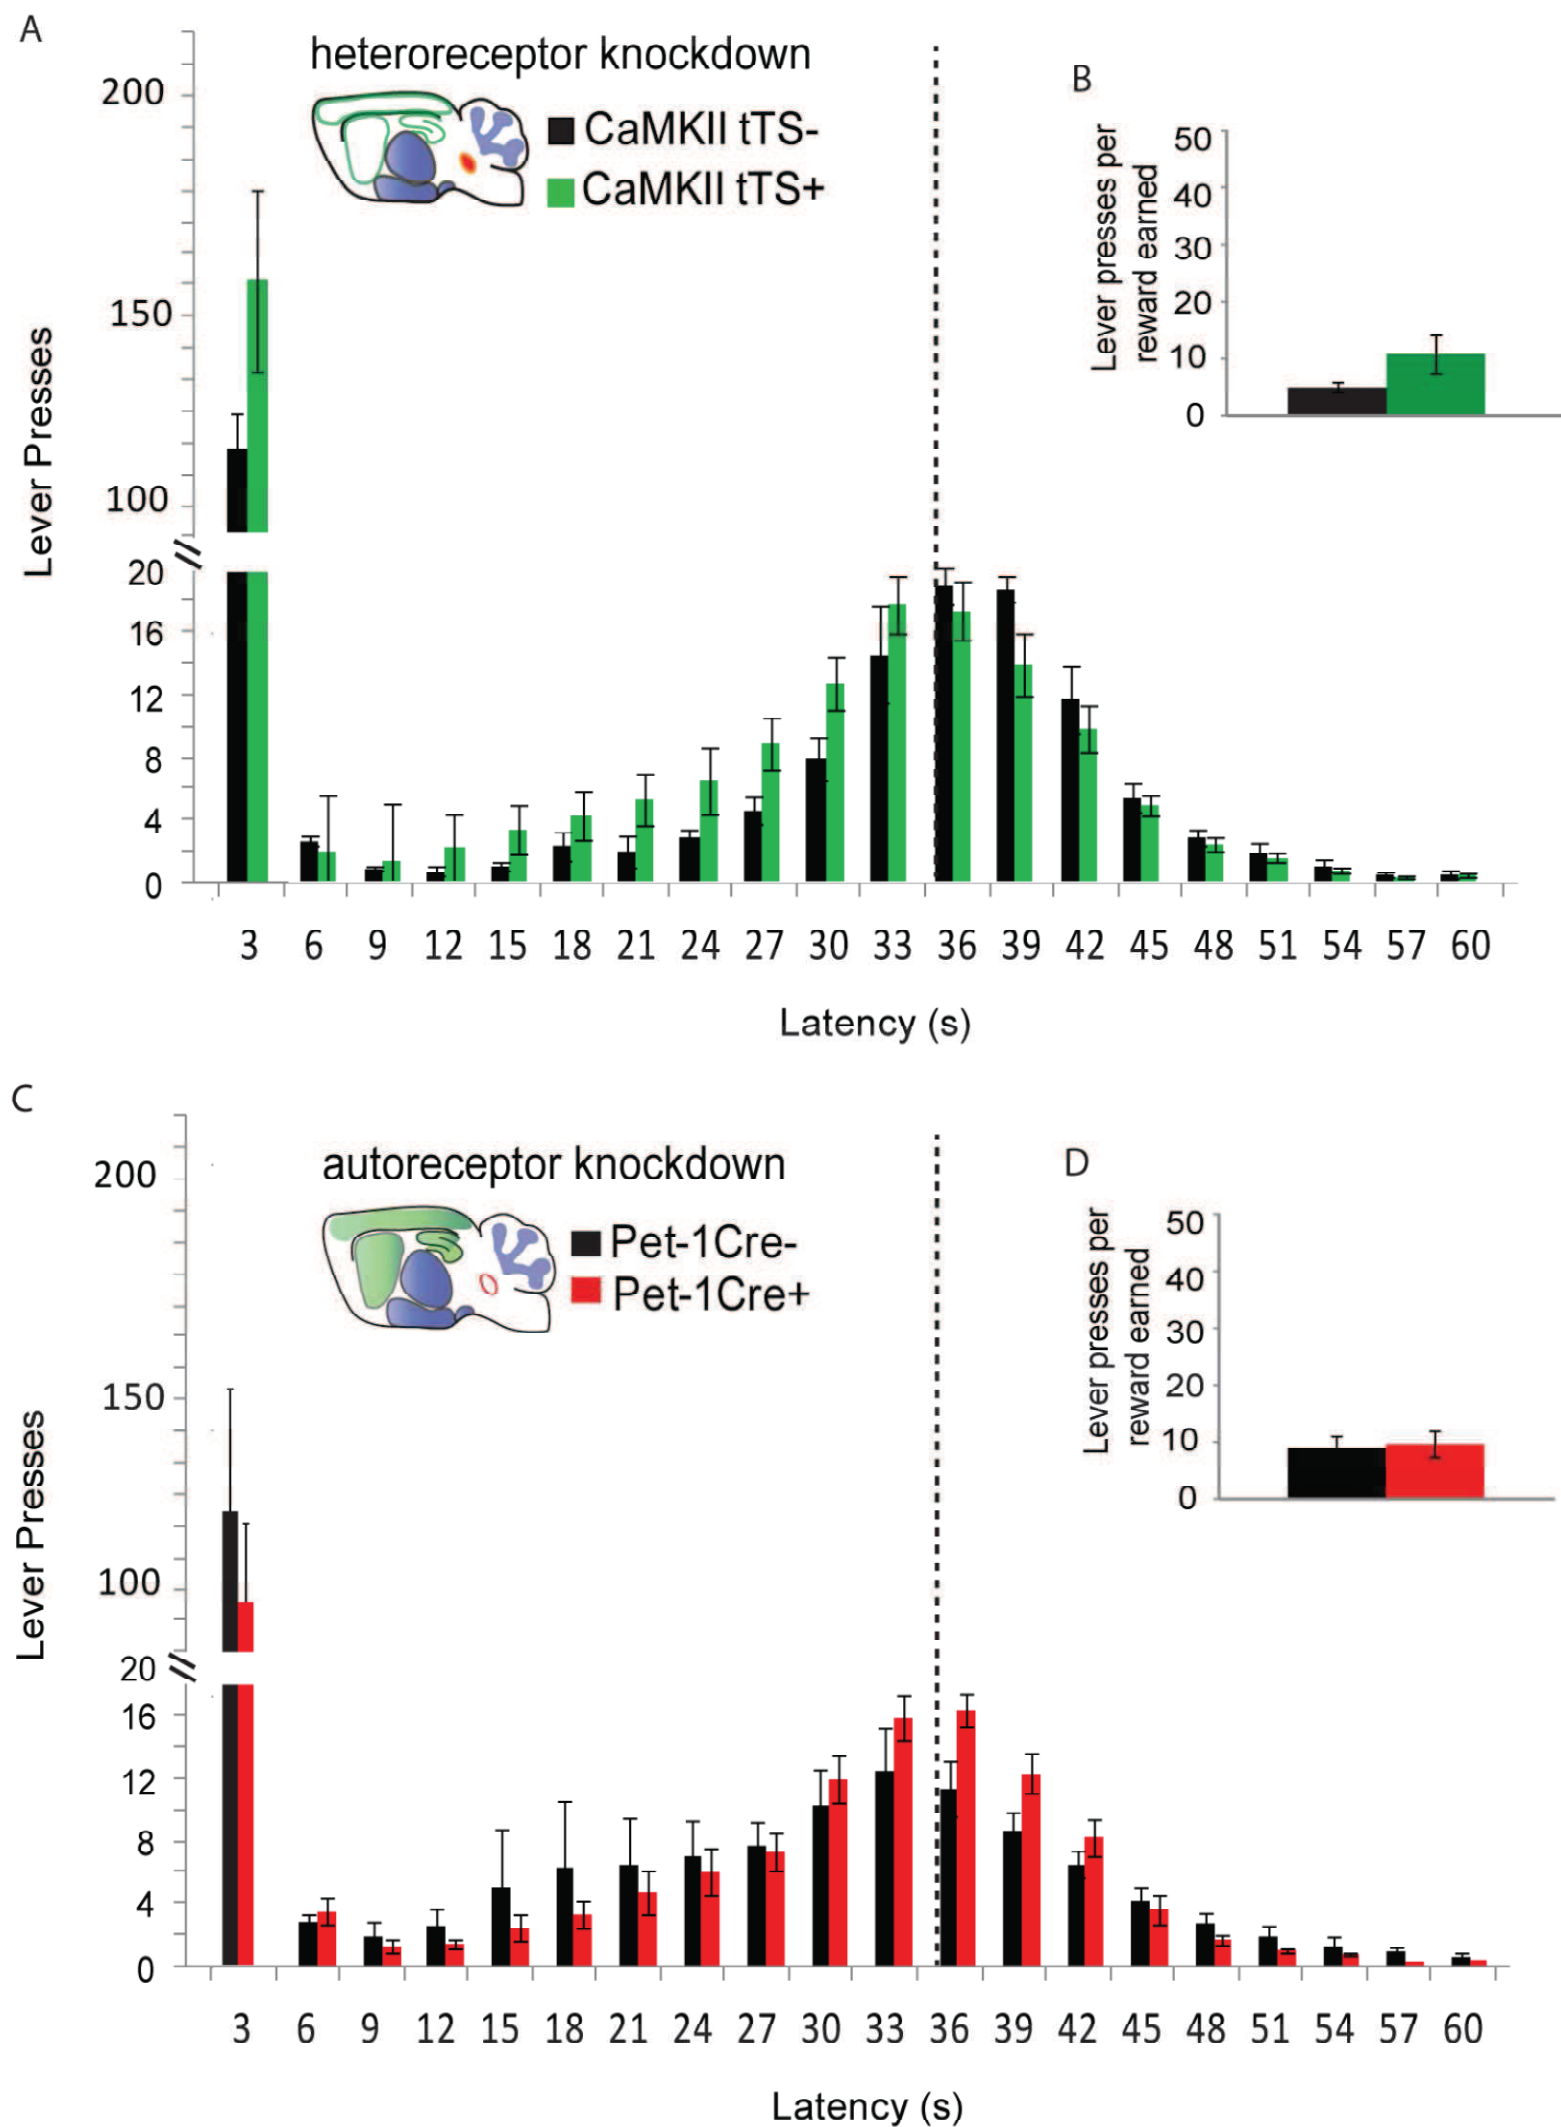 A
heteroreceptor knockdown
CaMKII tTS-
CaMKII tTS+
Lever Presses
200
150
100
20
16
12
8
4
0
3 6 9 12 15 18 21 24 27 30 33 36 39 42 45 48 51 54 57 60
Latency (s)
B
Lever presses per
reward earned
50
40
30
20
10
0
C
autoreceptor knockdown
Pet-1Cre-
Pet-1Cre+
Lever Presses
200
150
100
20
16
12
8
4
0
3 6 9 12 15 18 21 24 27 30 33 36 39 42 45 48 51 54 57 60
Latency (s)
D
Lever presses per
reward earned
50
40
30
20
10
0